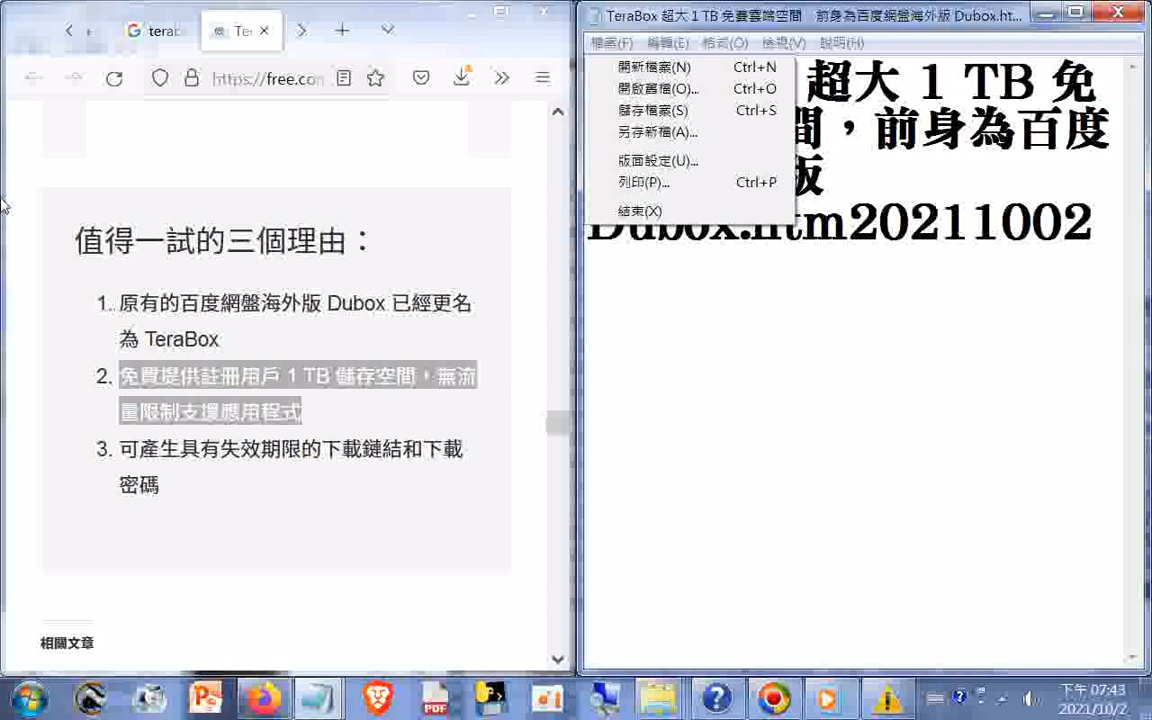 terab
Te
https://free.con
值得一試的三個理由：
1. 原有的百度網盤海外版 Dubox 已經更名
為 TeraBox
2. 免費提供註冊用戶 1 TB 儲存空間，無流
量限制支援應用程式
3. 可產生具有失效期限的下載鏈結和下載
密碼
相關文章
TeraBox 超大 1 TB 免費雲端空間，前身為百度網盤海外版 Dubox.ht...
檔案(F) 編輯(E) 格式(O) 檢視(V) 說明(H)
開新檔案(N) Ctrl+N
開啟舊檔(O)... Ctrl+O
儲存檔案(S) Ctrl+S
另存新檔(A)...
版面設定(U)...
列印(P)... Ctrl+P
結束(X)
超大 1 TB 免
間，前身為百度
版
Dubox.htm20211002
PDF
下午 07:43
2021/10/2